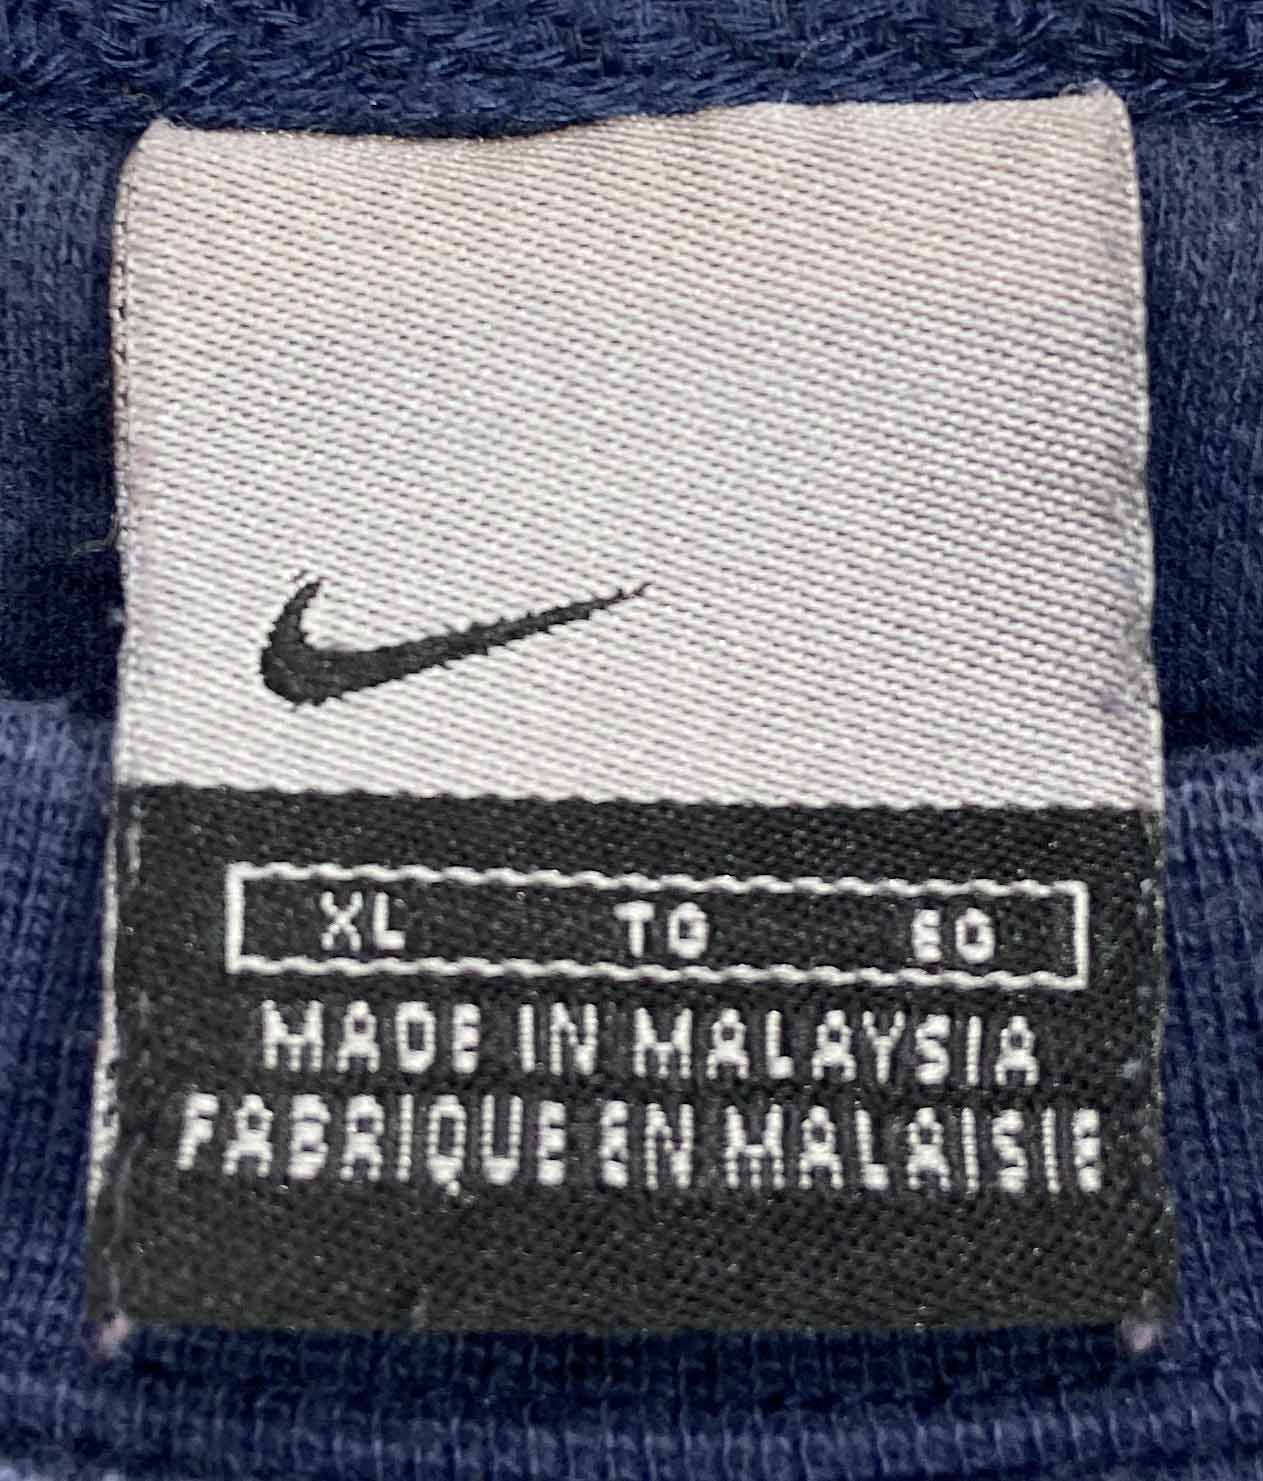 XL TG EG
MADE IN MALAYSIA
FABRIQUE EN MALAISIE